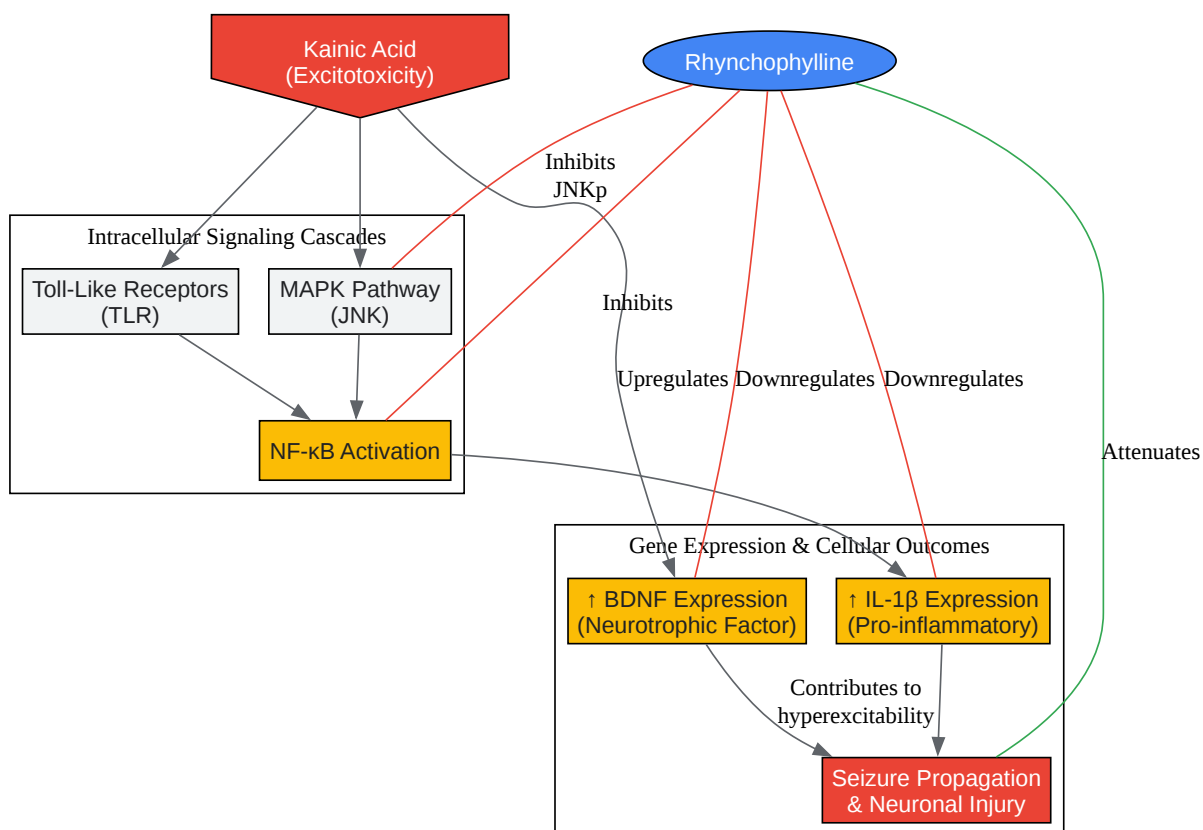 Kainic Acid
(Excitotoxicity)
Rhynchophylline
Inhibits
JNKp
Intracellular Signaling Cascades
Toll-Like Receptors
(TLR)
MAPK Pathway
(JNK)
Inhibits
Upregulates
Downregulates
Downregulates
NF-κB Activation
Attenuates
Gene Expression & Cellular Outcomes
↑ BDNF Expression
(Neurotrophic Factor)
↑ IL-1β Expression
(Pro-inflammatory)
Contributes to
hyperexcitability
Seizure Propagation
& Neuronal Injury